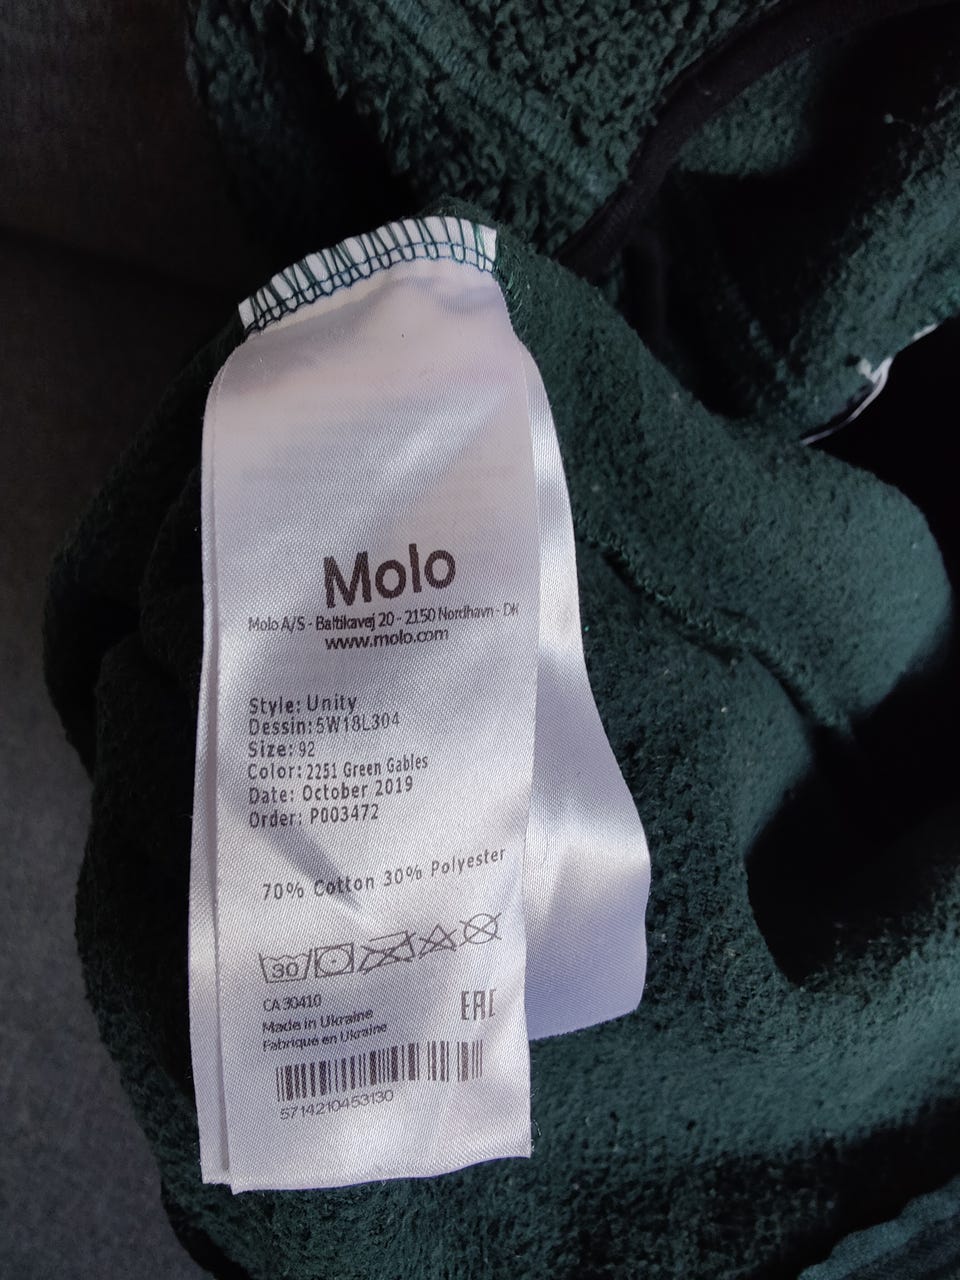 Molo
Molo A/S - Baltikavej 20 - 2150 Nordhavn - DK
www.molo.com
Style: Unity
Dessin: 5W18L304
Size: 92
Color: 2251 Green Gables
Date: October 2019
Order: P003472
70% Cotton 30% Polyester
30
CA 30410
EAC
Made in Ukraine
Fabriqué en Ukraine
5714210453130